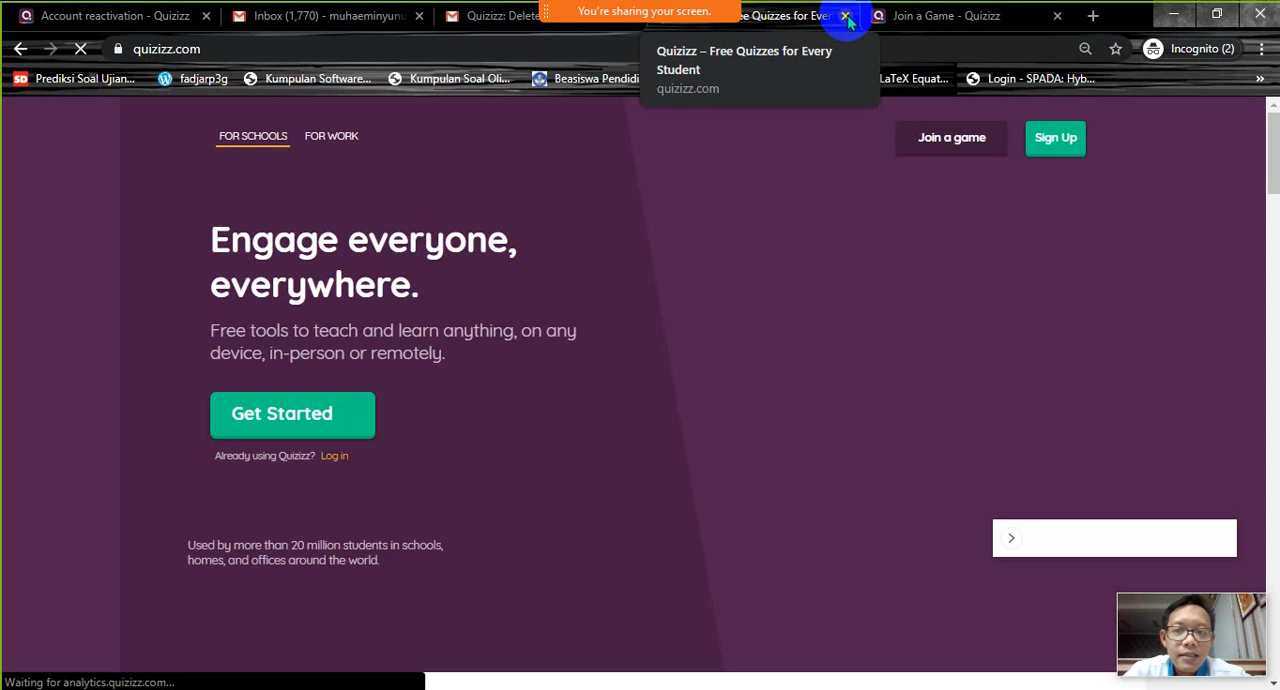 Account reactivation - Quizizz
Inbox (1,770) - muhaeminyunu
Quizizz: Delete
You're sharing your screen.
ee Quizzes for Ever
Join a Game - Quizizz
quizizz.com
Incognito (2)
SD Prediksi Soal Ujian...
fadjarp3g
Kumpulan Software...
Kumpulan Soal Oli...
Beasiswa Pendidi
LaTeX Equat...
Login - SPADA: Hyb...
»
Quizizz – Free Quizzes for Every
Student
quizizz.com
FOR SCHOOLS
FOR WORK
Join a game
Sign Up
Engage everyone,
everywhere.
Free tools to teach and learn anything, on any
device, in-person or remotely.
Get Started
Already using Quizizz? Log in
Used by more than 20 million students in schools,
homes, and offices around the world.
Waiting for analytics.quizizz.com...